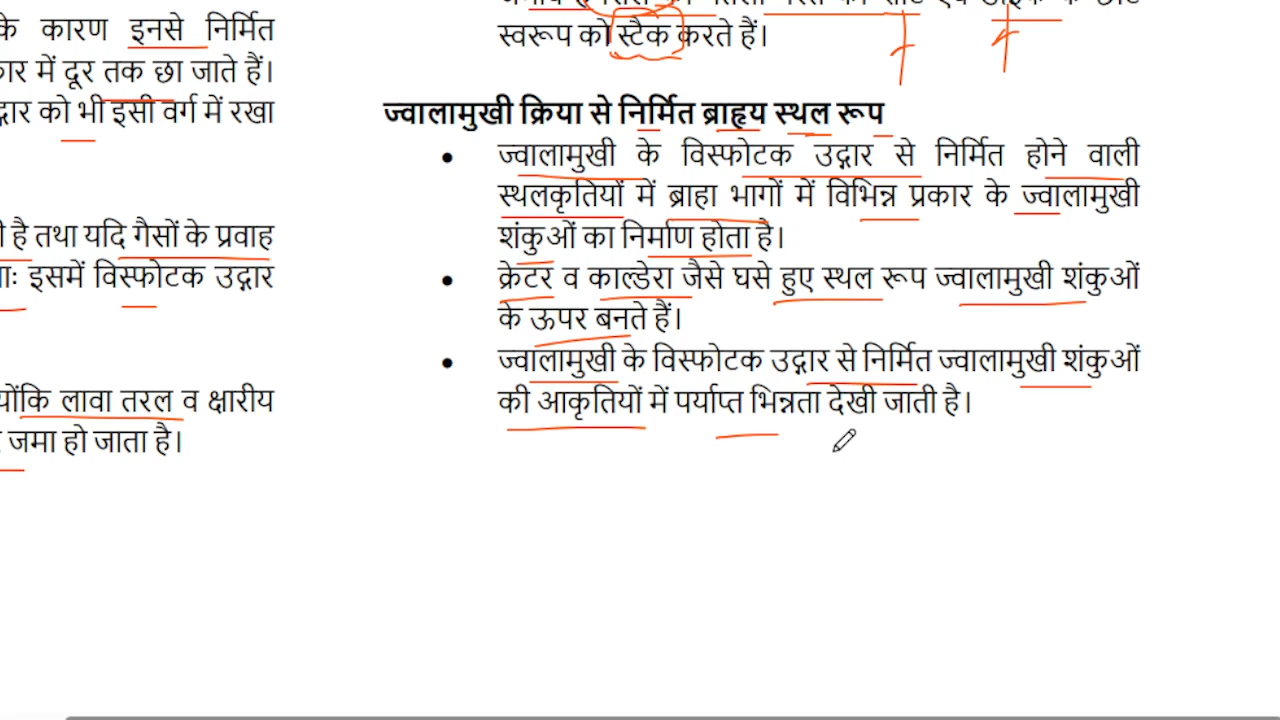 के कारण इनसे निर्मित
कार में दूर तक छा जाते हैं।
को भी इसी वर्ग में रखा
है तथा यदि गैसों के प्रवाह
इसमें विस्फोटक उद्गार
लावा तरल व क्षारीय
जमा हो जाता है।
स्वरूप को स्टैक करते हैं।
ज्वालामुखी क्रिया से निर्मित ब्राह्य स्थल रूप
• ज्वालामुखी के विस्फोटक उद्गार से निर्मित होने वाली
स्थलकृतियों में ब्राहा भागों में विभिन्न प्रकार के ज्वालामुखी
शंकुओं का निर्माण होता है।
• क्रेटर व काल्डेरा जैसे घसे हुए स्थल रूप ज्वालामुखी शंकुओं
के ऊपर बनते हैं।
• ज्वालामुखी के विस्फोटक उद्गार से निर्मित ज्वालामुखी शंकुओं
की आकृतियों में पर्याप्त भिन्नता देखी जाती है।